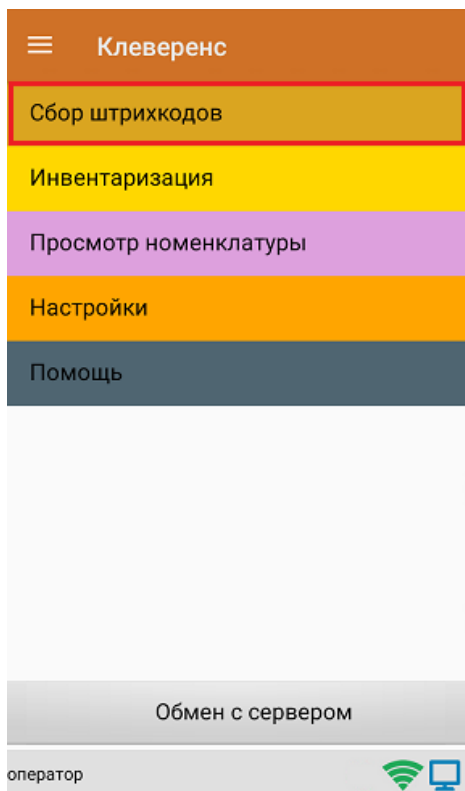 Клеверенс
Сбор штрихкодов
Инвентаризация
Просмотр номенклатуры
Настройки
Помощь
Обмен с сервером
оператор